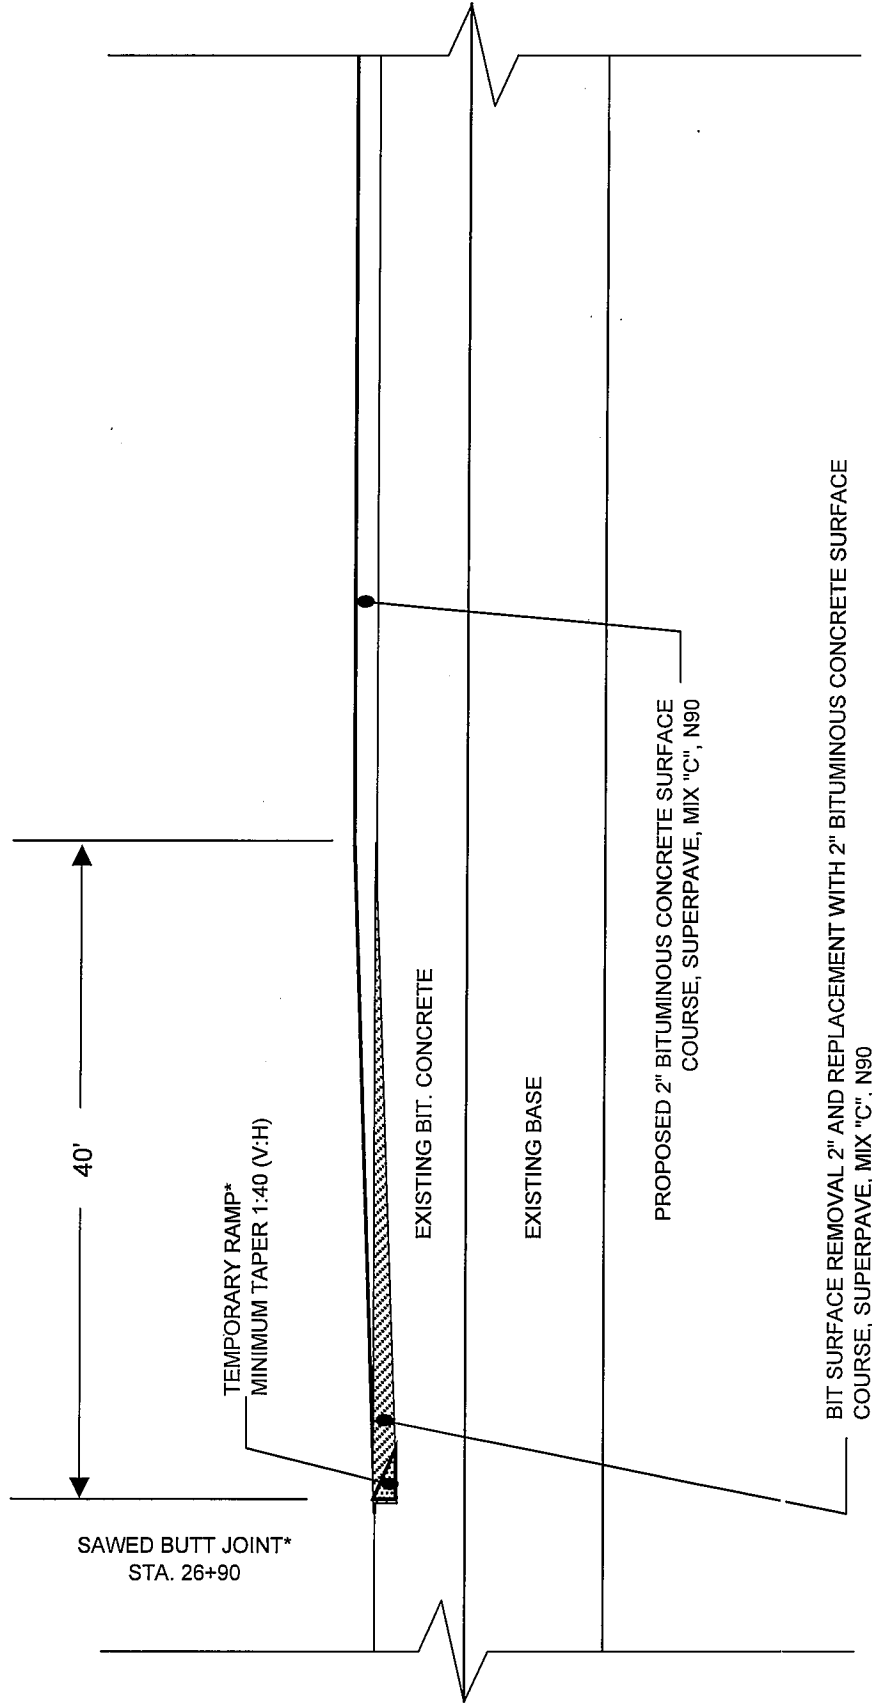 SAWED BUTT JOINT*
STA. 26+90
40'
TEMPORARY RAMP*
MINIMUM TAPER 1:40 (V:H)
EXISTING BIT. CONCRETE
EXISTING BASE
PROPOSED 2" BITUMINOUS CONCRETE SURFACE
COURSE, SUPERPAVE, MIX "C", N90
BIT SURFACE REMOVAL 2" AND REPLACEMENT WITH 2" BITUMINOUS CONCRETE SURFACE
COURSE, SUPERPAVE, MIX "C", N90